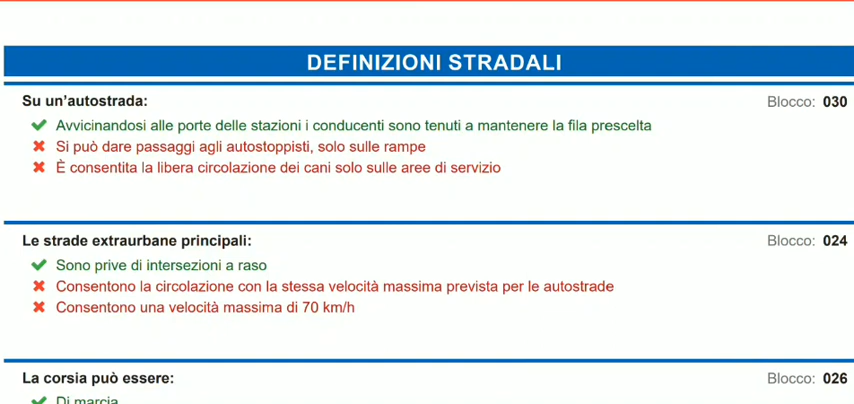 DEFINIZIONI STRADALI
Su un'autostrada: Blocco: 030
Avvicinandosi alle porte delle stazioni i conducenti sono tenuti a mantenere la fila prescelta
Si può dare passaggi agli autostoppisti, solo sulle rampe
È consentita la libera circolazione dei cani solo sulle aree di servizio
Le strade extraurbane principali: Blocco: 024
Sono prive di intersezioni a raso
Consentono la circolazione con la stessa velocità massima prevista per le autostrade
Consentono una velocità massima di 70 km/h
La corsia può essere: Blocco: 026
Di marcia